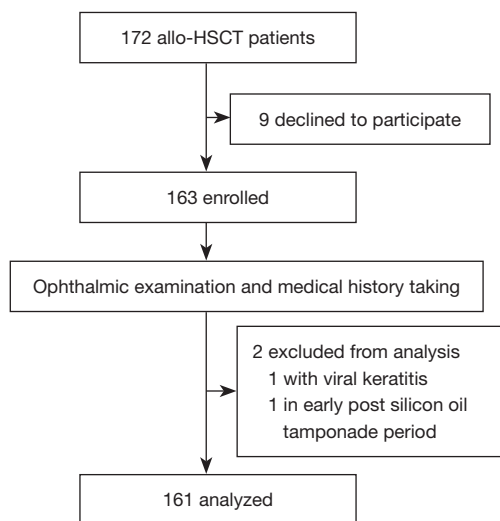 172 allo-HSCT patients
9 declined to participate
163 enrolled
Ophthalmic examination and medical history taking
2 excluded from analysis
1 with viral keratitis
1 in early post silicon oil
tamponade period
161 analyzed